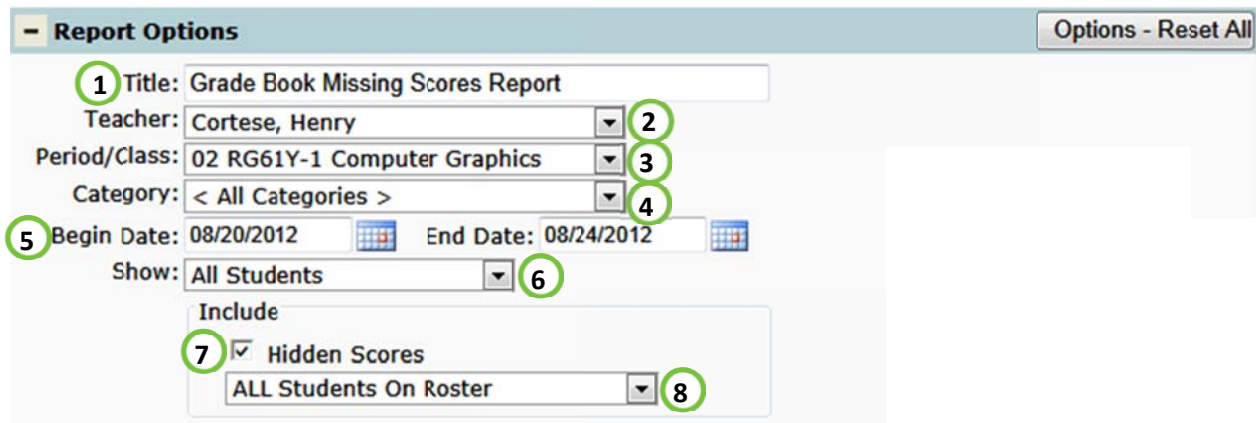 − Report Options Options - Reset All
1 Title: Grade Book Missing Scores Report
Teacher: Cortese, Henry 2
Period/Class: 02 RG61Y-1 Computer Graphics 3
Category: < All Categories > 4
5 Begin Date: 08/20/2012 End Date: 08/24/2012
Show: All Students 6
Include
7 Hidden Scores
ALL Students On Roster 8